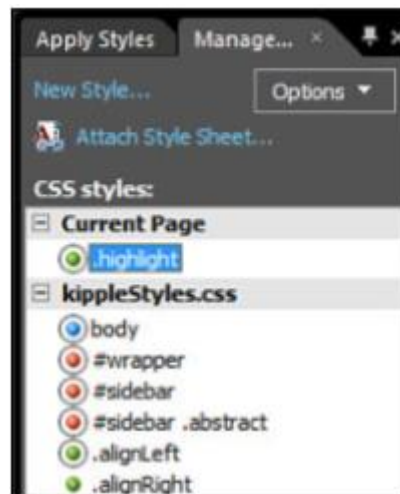 Apply Styles Manage... ×
New Style... Options
Attach Style Sheet...
CSS styles:
Current Page
.highlight
kippleStyles.css
body
#wrapper
#sidebar
#sidebar .abstract
.alignLeft
.alignRight